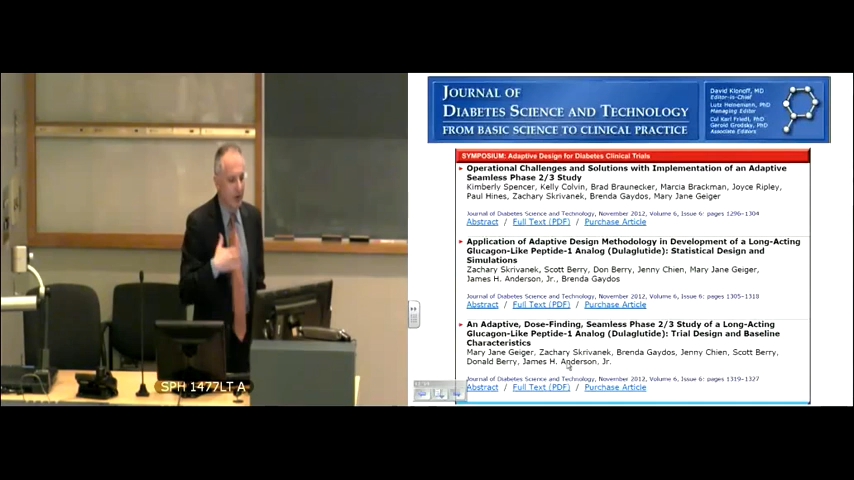 SPH 1477LT A
JOURNAL OF
DIABETES SCIENCE AND TECHNOLOGY
FROM BASIC SCIENCE TO CLINICAL PRACTICE
David Klonoff, MD
Editor-in-Chief
Lutz Heinemann, PhD
Managing Editor
Col Karl Friedl, PhD
Gerold Grodsky, PhD
Associate Editors
SYMPOSIUM: Adaptive Design for Diabetes Clinical Trials
Operational Challenges and Solutions with Implementation of an Adaptive
Seamless Phase 2/3 Study
Kimberly Spencer, Kelly Colvin, Brad Braunecker, Marcia Brackman, Joyce Ripley,
Paul Hines, Zachary Skrivanek, Brenda Gaydos, Mary Jane Geiger
Journal of Diabetes Science and Technology, November 2012, Volume 6, Issue 6: pages 1296-1304
Abstract / Full Text (PDF) / Purchase Article
Application of Adaptive Design Methodology in Development of a Long-Acting
Glucagon-Like Peptide-1 Analog (Dulaglutide): Statistical Design and
Simulations
Zachary Skrivanek, Scott Berry, Don Berry, Jenny Chien, Mary Jane Geiger,
James H. Anderson, Jr., Brenda Gaydos
Journal of Diabetes Science and Technology, November 2012, Volume 6, Issue 6: pages 1305-1318
Abstract / Full Text (PDF) / Purchase Article
An Adaptive, Dose-Finding, Seamless Phase 2/3 Study of a Long-Acting
Glucagon-Like Peptide-1 Analog (Dulaglutide): Trial Design and Baseline
Characteristics
Mary Jane Geiger, Zachary Skrivanek, Brenda Gaydos, Jenny Chien, Scott Berry,
Donald Berry, James H. Anderson, Jr.
Journal of Diabetes Science and Technology, November 2012, Volume 6, Issue 6: pages 1319-1327
Abstract / Full Text (PDF) / Purchase Article